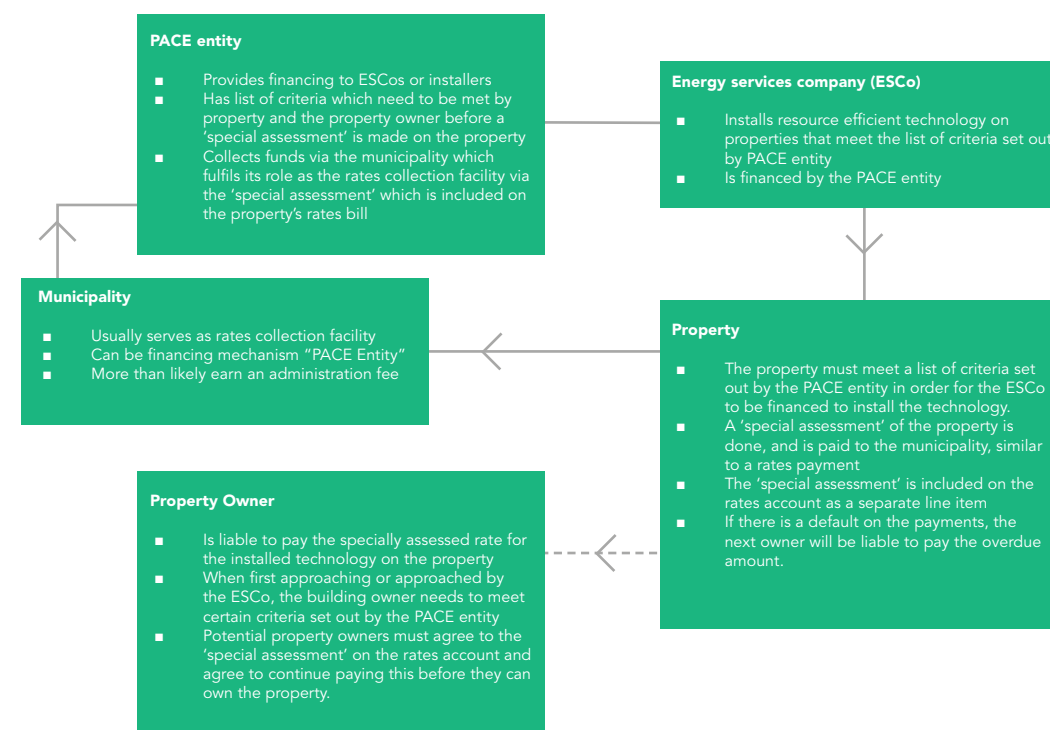 PACE entity
▪ Provides financing to ESCos or installers
▪ Has list of criteria which need to be met by
property and the property owner before a
‘special assessment’ is made on the property
▪ Collects funds via the municipality which
fulfils its role as the rates collection facility via
the ‘special assessment’ which is included on
the property’s rates bill
Energy services company (ESCo)
▪ Installs resource efficient technology on
properties that meet the list of criteria set out
by PACE entity
▪ Is financed by the PACE entity
Municipality
▪ Usually serves as rates collection facility
▪ Can be financing mechanism “PACE Entity”
▪ More than likely earn an administration fee
Property
▪ The property must meet a list of criteria set
out by the PACE entity in order for the ESCo
to be financed to install the technology.
▪ A ‘special assessment’ of the property is
done, and is paid to the municipality, similar
to a rates payment
▪ The ‘special assessment’ is included on the
rates account as a separate line item
▪ If there is a default on the payments, the
next owner will be liable to pay the overdue
amount.
Property Owner
▪ Is liable to pay the specially assessed rate for
the installed technology on the property
▪ When first approaching or approached by
the ESCo, the building owner needs to meet
certain criteria set out by the PACE entity
▪ Potential property owners must agree to the
‘special assessment’ on the rates account and
agree to continue paying this before they can
own the property.